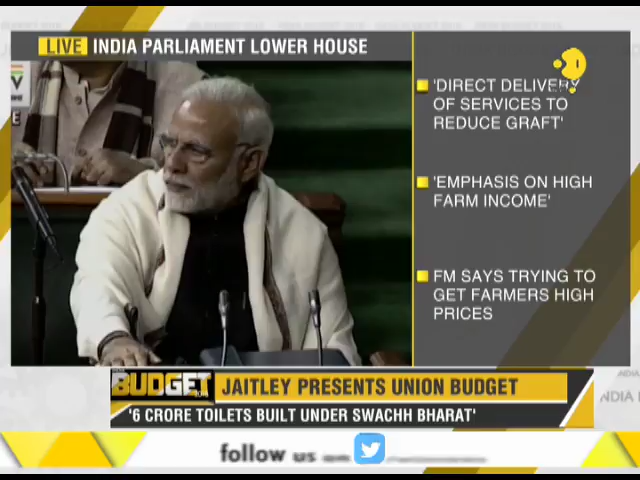 LIVE INDIA PARLIAMENT LOWER HOUSE
'DIRECT DELIVERY
OF SERVICES TO
REDUCE GRAFT'
'EMPHASIS ON HIGH
FARM INCOME'
FM SAYS TRYING TO
GET FARMERS HIGH
PRICES
BUDGET JAITLEY PRESENTS UNION BUDGET
'6 CRORE TOILETS BUILT UNDER SWACHH BHARAT'
follow us